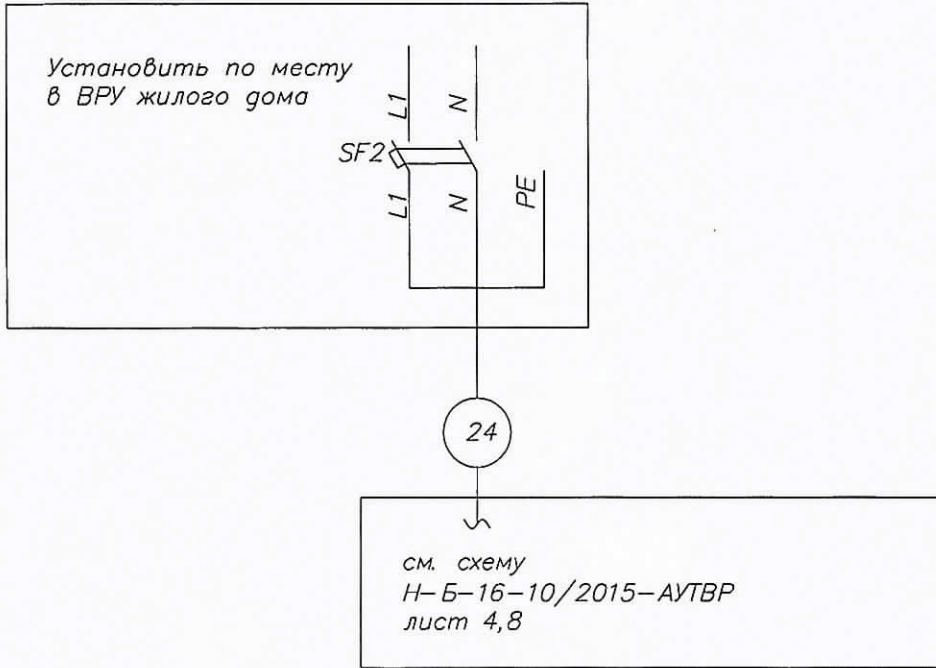 Установить по месту
в ВРУ жилого дома
L1
N
SF2
L1
N
PE
24
см. схему
Н-Б-16-10/2015-АУТВР
лист 4,8